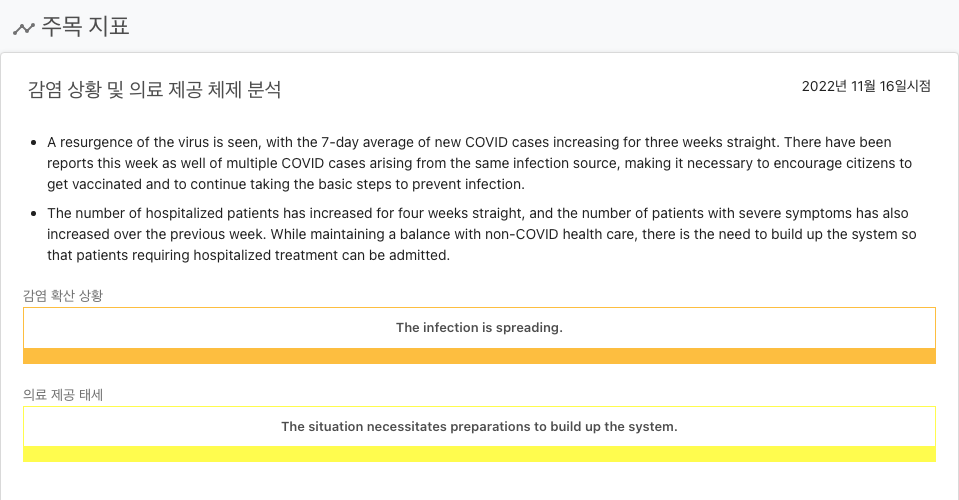 주목 지표
감염 상황 및 의료 제공 체제 분석
2022년 11월 16일시점
• A resurgence of the virus is seen, with the 7-day average of new COVID cases increasing for three weeks straight. There have been
reports this week as well of multiple COVID cases arising from the same infection source, making it necessary to encourage citizens to
get vaccinated and to continue taking the basic steps to prevent infection.
• The number of hospitalized patients has increased for four weeks straight, and the number of patients with severe symptoms has also
increased over the previous week. While maintaining a balance with non-COVID health care, there is the need to build up the system so
that patients requiring hospitalized treatment can be admitted.
감염 확산 상황
The infection is spreading.
의료 제공 태세
The situation necessitates preparations to build up the system.